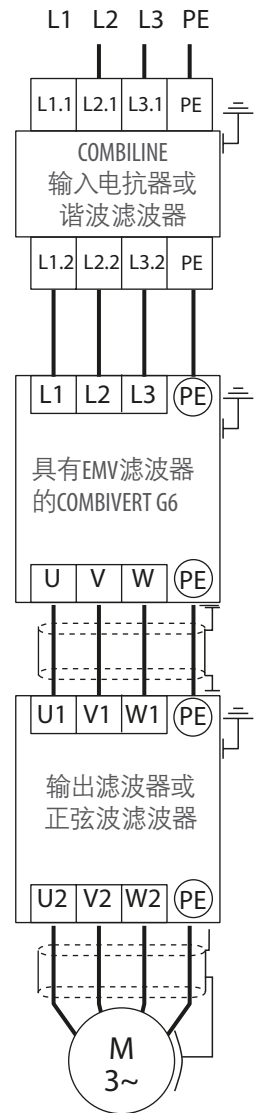 L1 L2 L3 PE
L1.1 L2.1 L3.1 PE
COMBILINE
输入电抗器或
谐波滤波器
L1.2 L2.2 L3.2 PE
L1 L2 L3 PE
具有EMV滤波器
的COMBIVERT G6
U V W PE
U1 V1 W1 PE
输出滤波器或
正弦波滤波器
U2 V2 W2 PE
M
3~